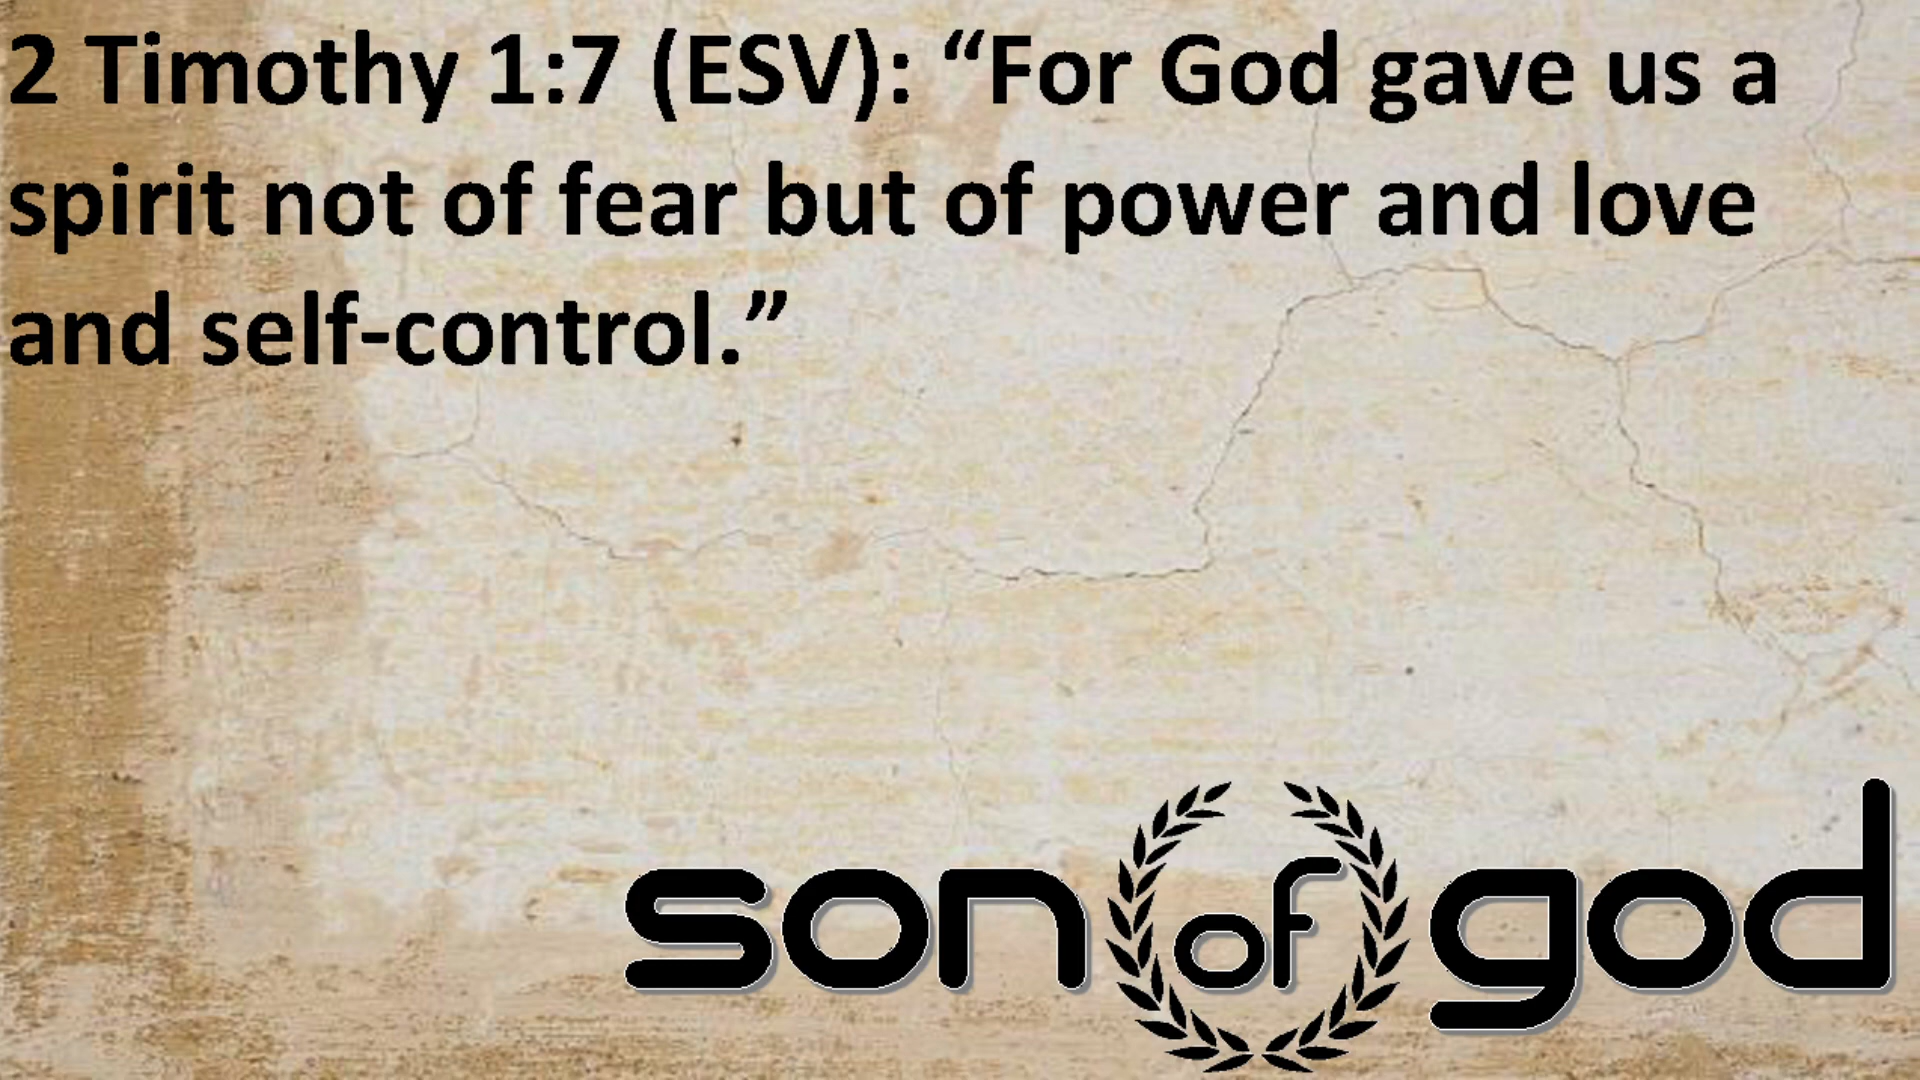 2 Timothy 1:7 (ESV): “For God gave us a
spirit not of fear but of power and love
and self-control.”
son of god